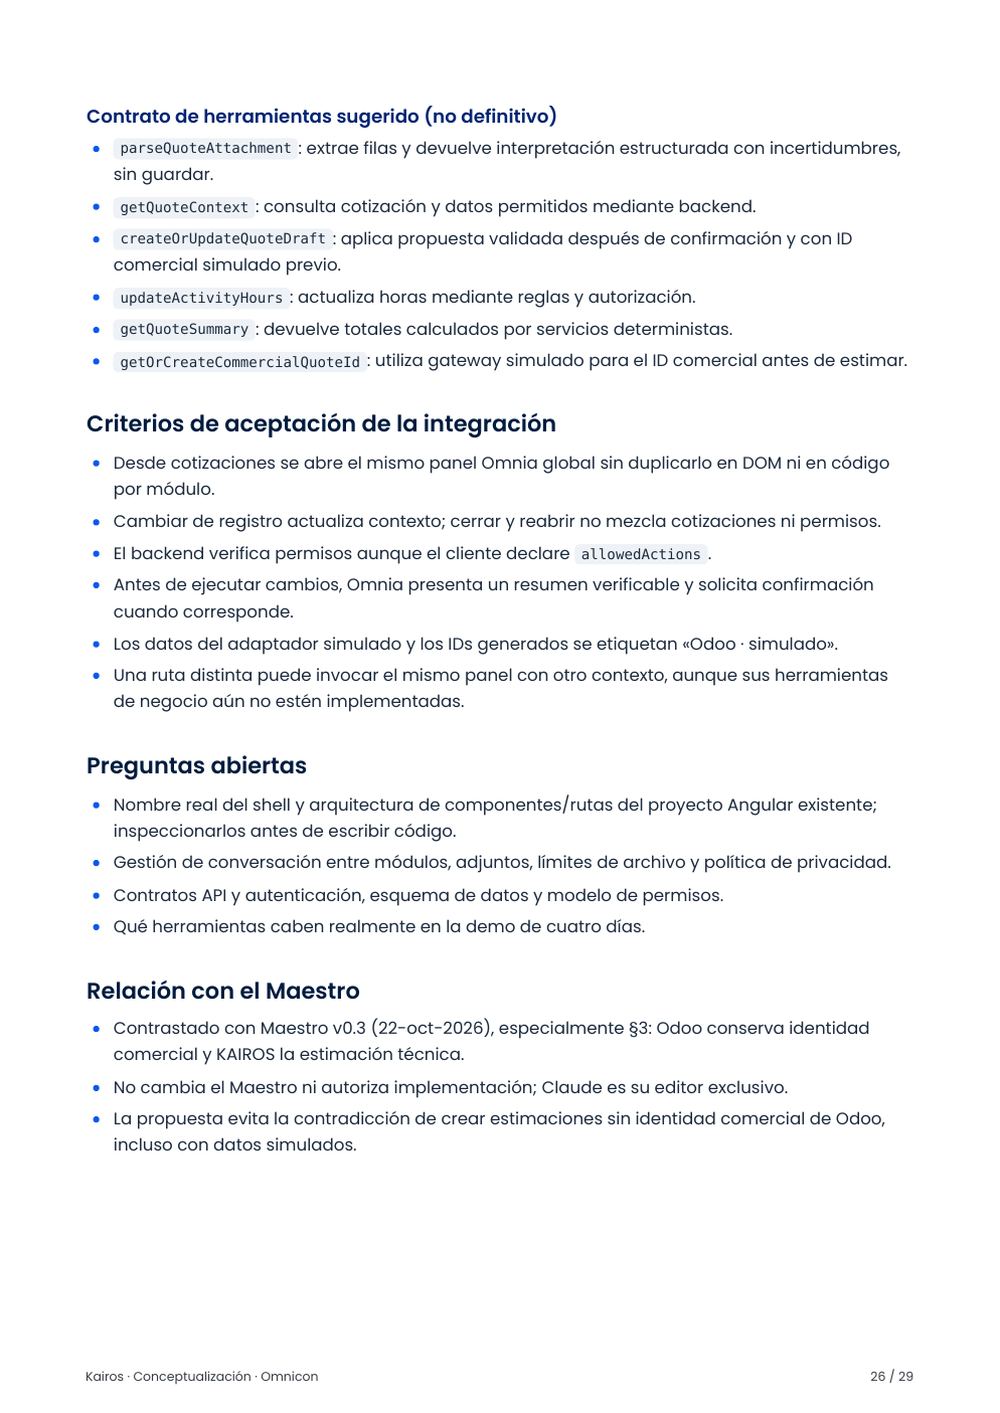 Contrato de herramientas sugerido (no definitivo)
• parseQuoteAttachment : extrae filas y devuelve interpretación estructurada con incertidumbres,
sin guardar.
• getQuoteContext : consulta cotización y datos permitidos mediante backend.
• createOrUpdateQuoteDraft : aplica propuesta validada después de confirmación y con ID
comercial simulado previo.
• updateActivityHours : actualiza horas mediante reglas y autorización.
• getQuoteSummary : devuelve totales calculados por servicios deterministas.
• getOrCreateCommercialQuoteId : utiliza gateway simulado para el ID comercial antes de estimar.
Criterios de aceptación de la integración
• Desde cotizaciones se abre el mismo panel Omnia global sin duplicarlo en DOM ni en código
por módulo.
• Cambiar de registro actualiza contexto; cerrar y reabrir no mezcla cotizaciones ni permisos.
• El backend verifica permisos aunque el cliente declare allowedActions .
• Antes de ejecutar cambios, Omnia presenta un resumen verificable y solicita confirmación
cuando corresponde.
• Los datos del adaptador simulado y los IDs generados se etiquetan «Odoo · simulado».
• Una ruta distinta puede invocar el mismo panel con otro contexto, aunque sus herramientas
de negocio aún no estén implementadas.
Preguntas abiertas
• Nombre real del shell y arquitectura de componentes/rutas del proyecto Angular existente;
inspeccionarlos antes de escribir código.
• Gestión de conversación entre módulos, adjuntos, límites de archivo y política de privacidad.
• Contratos API y autenticación, esquema de datos y modelo de permisos.
• Qué herramientas caben realmente en la demo de cuatro días.
Relación con el Maestro
• Contrastado con Maestro v0.3 (22-oct-2026), especialmente §3: Odoo conserva identidad
comercial y KAIROS la estimación técnica.
• No cambia el Maestro ni autoriza implementación; Claude es su editor exclusivo.
• La propuesta evita la contradicción de crear estimaciones sin identidad comercial de Odoo,
incluso con datos simulados.
Kairos · Conceptualización · Omnicon
26 / 29